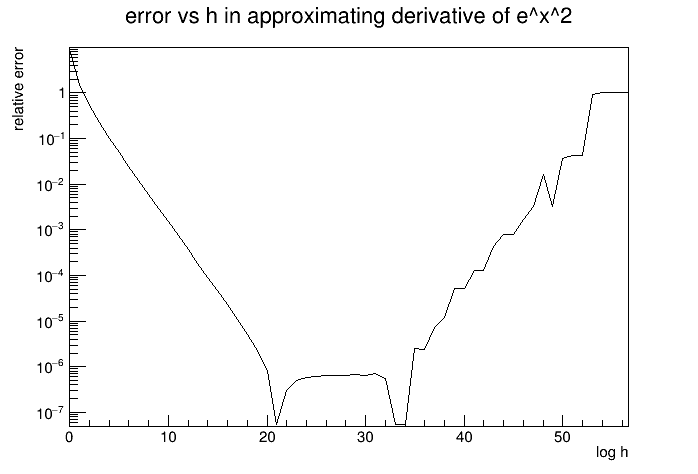 error vs h in approximating derivative of e^x^2
relative error
1
10⁻¹
10⁻²
10⁻³
10⁻⁴
10⁻⁵
10⁻⁶
10⁻⁷
0 10 20 30 40 50
log h